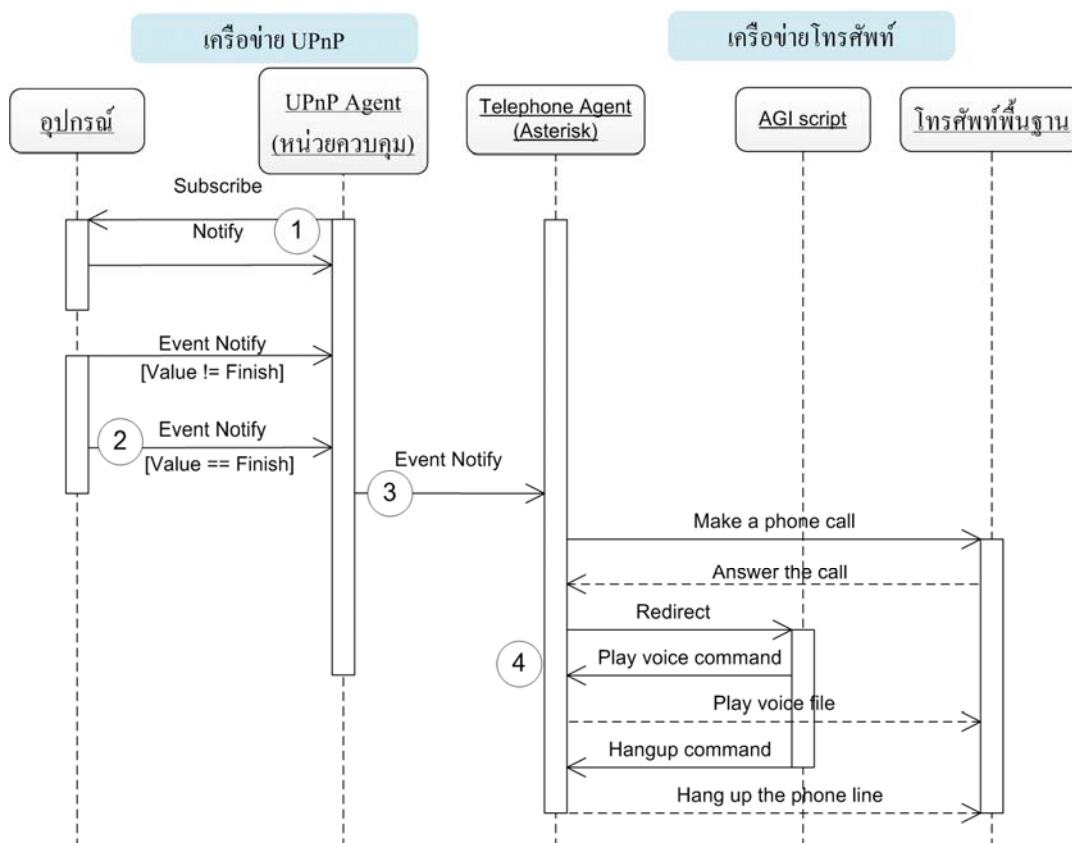 เครือข่าย UPnP
เครือข่ายโทรศัพท์
อุปกรณ์
UPnP Agent
(หน่วยควบคุม)
Telephone Agent
(Asterisk)
AGI script
โทรศัพท์พื้นฐาน
Subscribe
1
Notify
Event Notify
[Value != Finish]
2
Event Notify
[Value == Finish]
Event Notify
3
Make a phone call
Answer the call
Redirect
4
Play voice command
Play voice file
Hangup command
Hang up the phone line